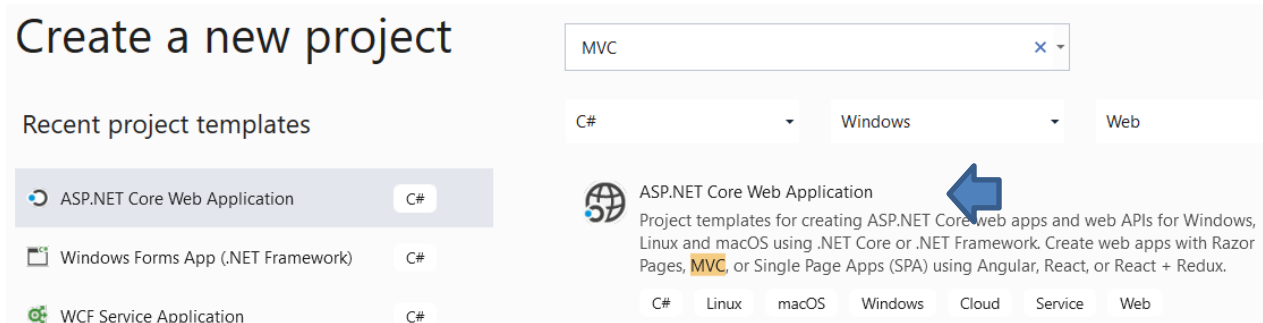 Create a new project
Recent project templates
ASP.NET Core Web Application C#
Windows Forms App (.NET Framework) C#
WCF Service Application C#
MVC
C# Windows Web
ASP.NET Core Web Application
Project templates for creating ASP.NET Core web apps and web APIs for Windows,
Linux and macOS using .NET Core or .NET Framework. Create web apps with Razor
Pages, MVC, or Single Page Apps (SPA) using Angular, React, or React + Redux.
C# Linux macOS Windows Cloud Service Web